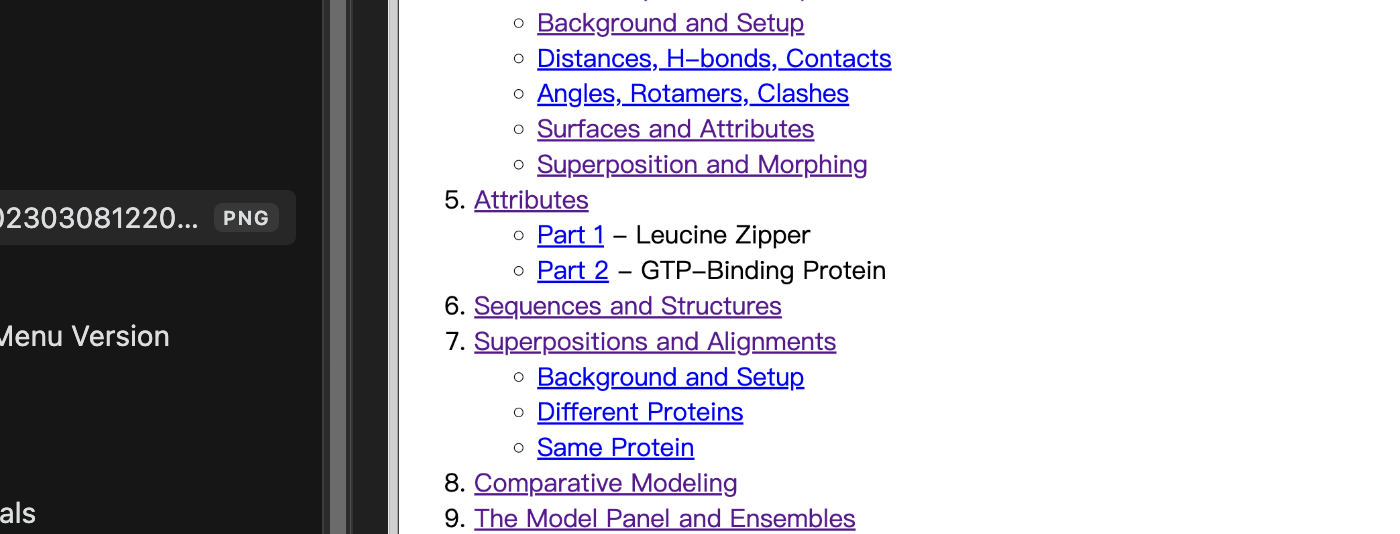 Background and Setup
Distances, H-bonds, Contacts
Angles, Rotamers, Clashes
Surfaces and Attributes
Superposition and Morphing
5. Attributes
Part 1 - Leucine Zipper
Part 2 - GTP-Binding Protein
6. Sequences and Structures
7. Superpositions and Alignments
Background and Setup
Different Proteins
Same Protein
8. Comparative Modeling
9. The Model Panel and Ensembles
02303081220... PNG
Menu Version
als